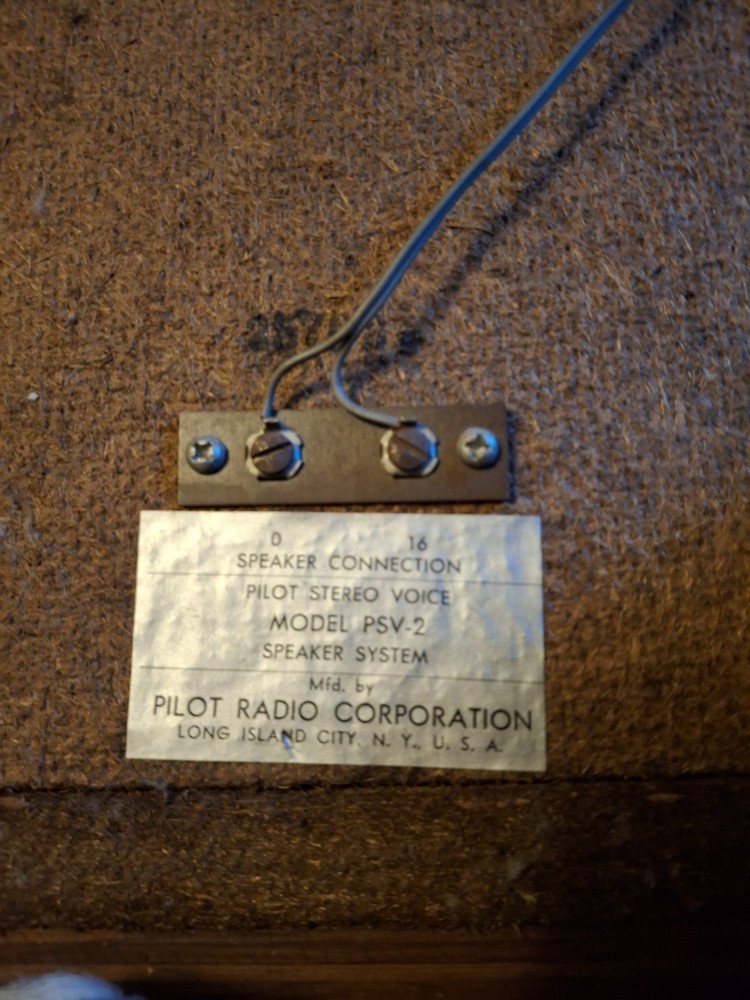 0 16
SPEAKER CONNECTION
PILOT STEREO VOICE
MODEL PSV-2
SPEAKER SYSTEM
Mfd. by
PILOT RADIO CORPORATION
LONG ISLAND CITY, N. Y., U. S. A.